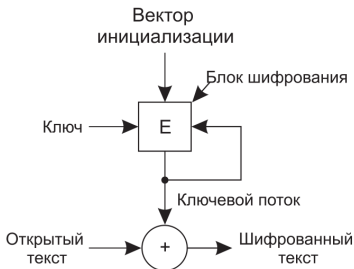 Вектор
инициализации
Блок шифрования
Ключ
E
Ключевой поток
Открытый
текст
+
Шифрованный
текст